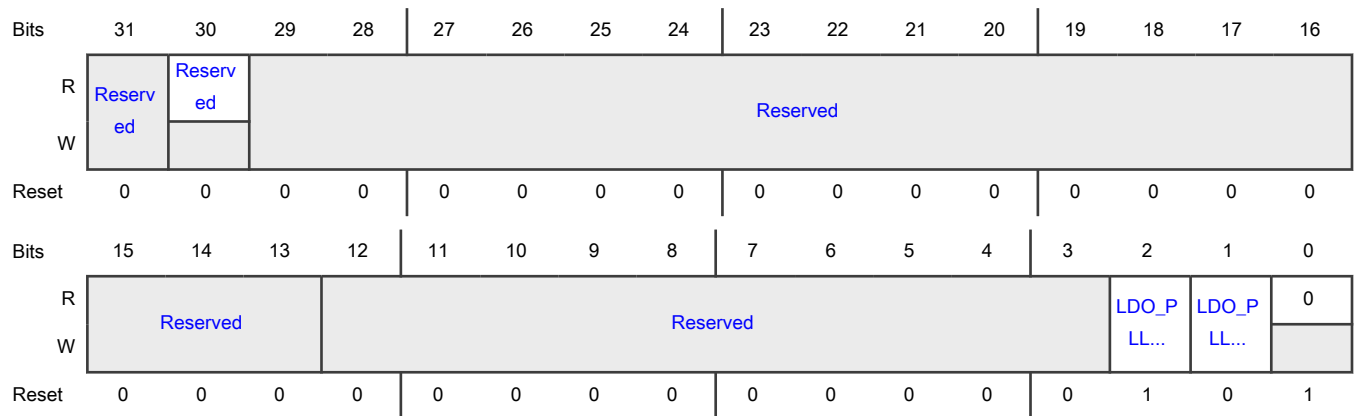 Bits 31 30 29 28 27 26 25 24 23 22 21 20 19 18 17 16
R Reserv
ed Reserv
ed Reserved
W
Reset 0 0 0 0 0 0 0 0 0 0 0 0 0 0 0 0
Bits 15 14 13 12 11 10 9 8 7 6 5 4 3 2 1 0
R Reserved Reserved LDO_P
LL... LDO_P
LL... 0
W
Reset 0 0 0 0 0 0 0 0 0 0 0 0 0 1 0 1